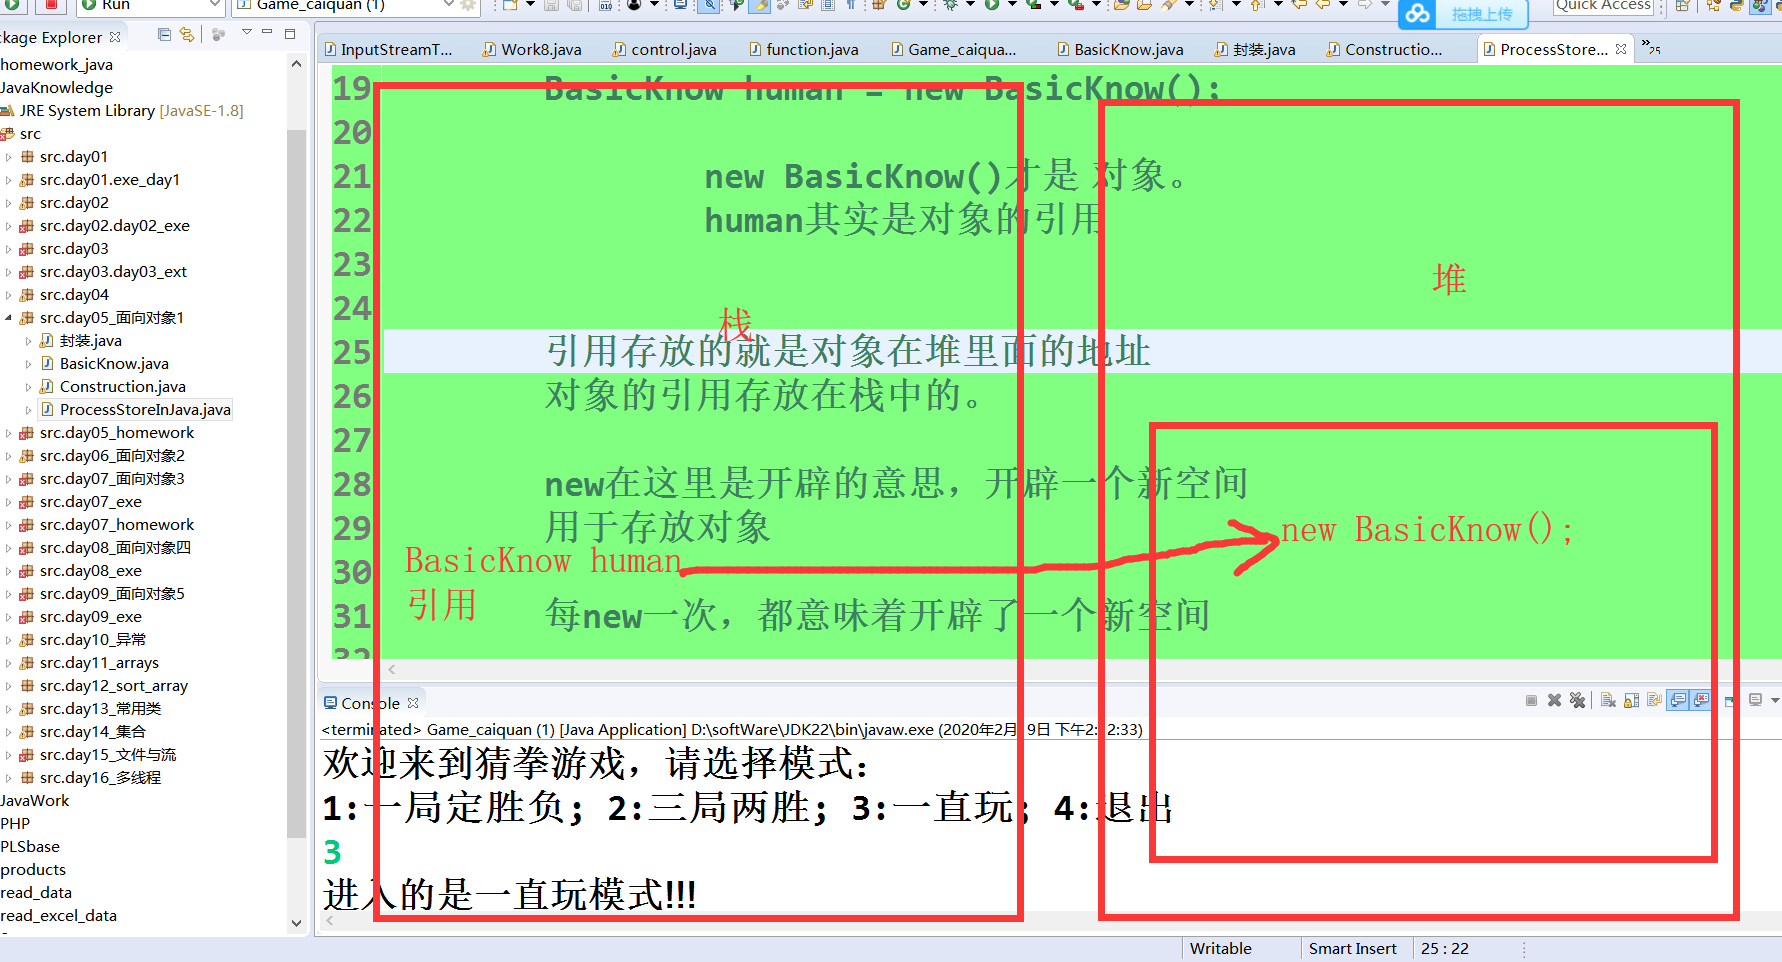 Run
Game_caiquan (1)
拖拽上传
Quick Access
ckage Explorer
homework_java
JavaKnowledge
JRE System Library [JavaSE-1.8]
src
src.day01
src.day01.exe_day1
src.day02
src.day02.day02_exe
src.day03
src.day03.day03_ext
src.day04
src.day05_面向对象1
封装.java
BasicKnow.java
Construction.java
ProcessStoreInJava.java
src.day05_homework
src.day06_面向对象2
src.day07_面向对象3
src.day07_exe
src.day07_homework
src.day08_面向对象四
src.day08_exe
src.day09_面向对象5
src.day09_exe
src.day10_异常
src.day11_arrays
src.day12_sort_array
src.day13_常用类
src.day14_集合
src.day15_文件与流
src.day16_多线程
JavaWork
PHP
PLSbase
products
read_data
read_excel_data
InputStreamT... Work8.java control.java function.java Game_caiqua... BasicKnow.java 封装.java Constructio... ProcessStore... »25
19 BasicKnow human = new BasicKnow();
20
21 new BasicKnow()才是 对象。
22 human其实是对象的引用
23
24
25 引用存放的就是对象在堆里面的地址
26 对象的引用存放在栈中的。
27
28 new在这里是开辟的意思，开辟一个新空间
29 用于存放对象
30
31 每new一次，都意味着开辟了一个新空间
32
栈
堆
BasicKnow human
引用
new BasicKnow();
Console
<terminated> Game_caiquan (1) [Java Application] D:\softWare\JDK22\bin\javaw.exe (2020年2月 9日 下午2: 2:33)
欢迎来到猜拳游戏，请选择模式：
1:一局定胜负；2:三局两胜；3:一直玩；4:退出
3
进入的是一直玩模式!!!
Writable
Smart Insert
25 : 22